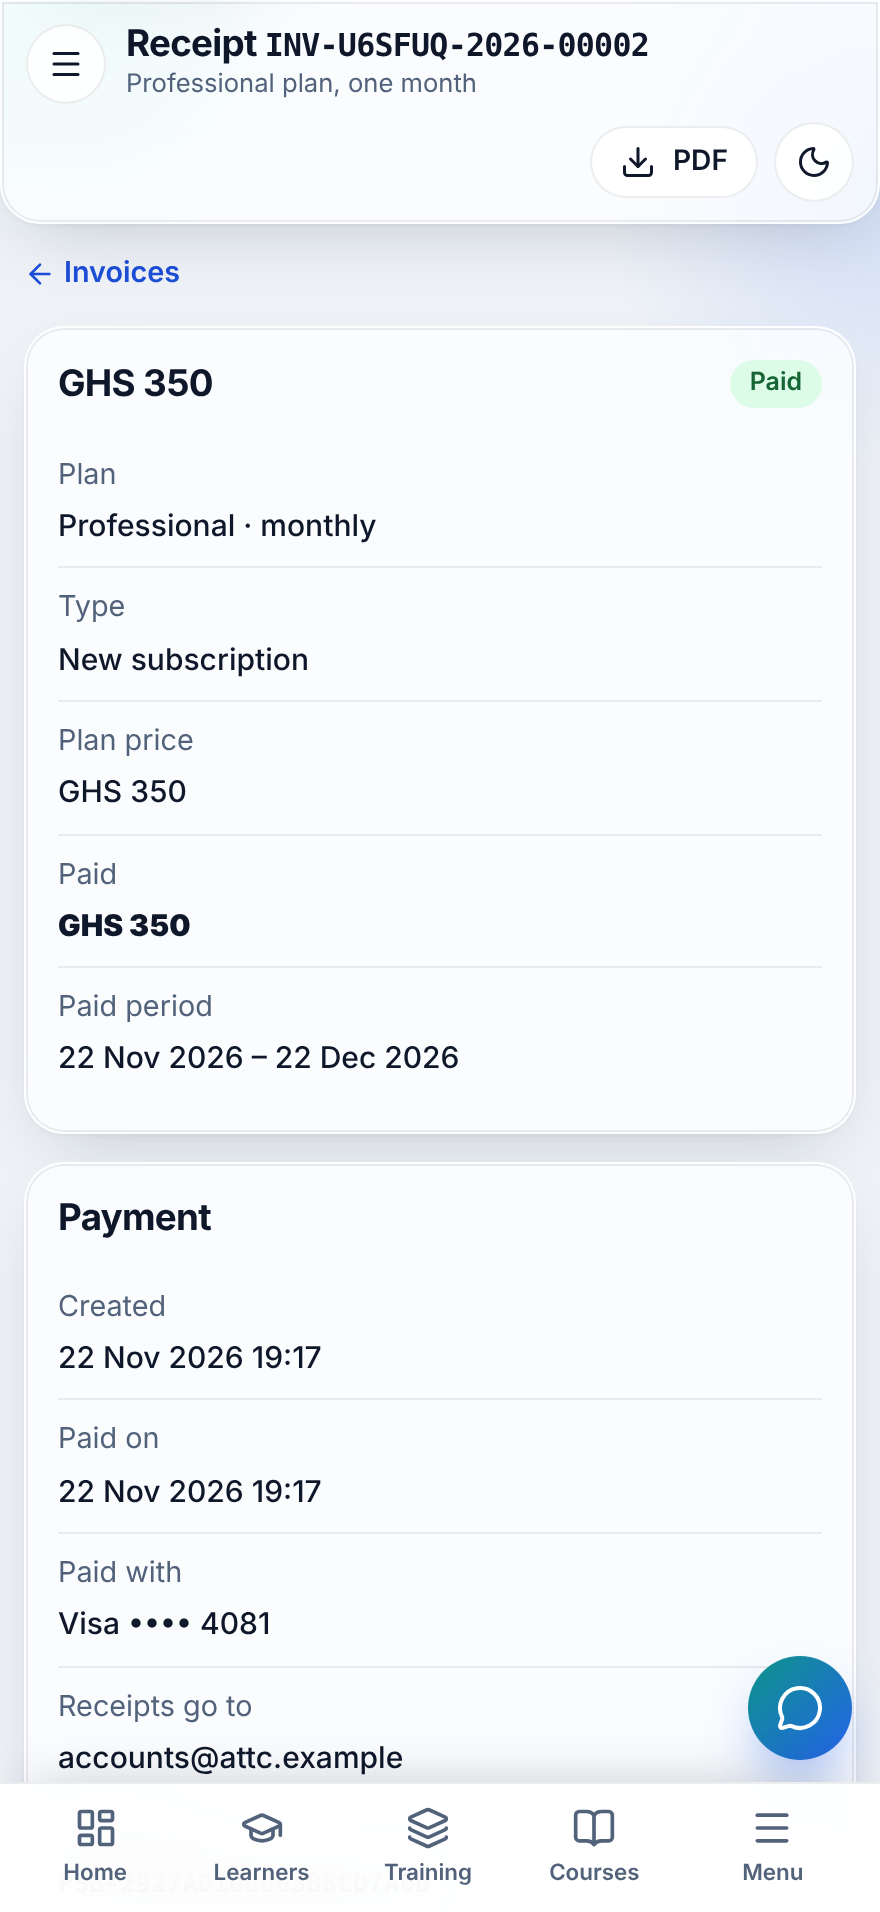 Receipt INV-U6SFUQ-2026-00002
Professional plan, one month
PDF
Invoices
GHS 350
Paid
Plan
Professional · monthly
Type
New subscription
Plan price
GHS 350
Paid
GHS 350
Paid period
22 Nov 2026 – 22 Dec 2026
Payment
Created
22 Nov 2026 19:17
Paid on
22 Nov 2026 19:17
Paid with
Visa •••• 4081
Receipts go to
accounts@attc.example
Home
Learners
Training
Courses
Menu